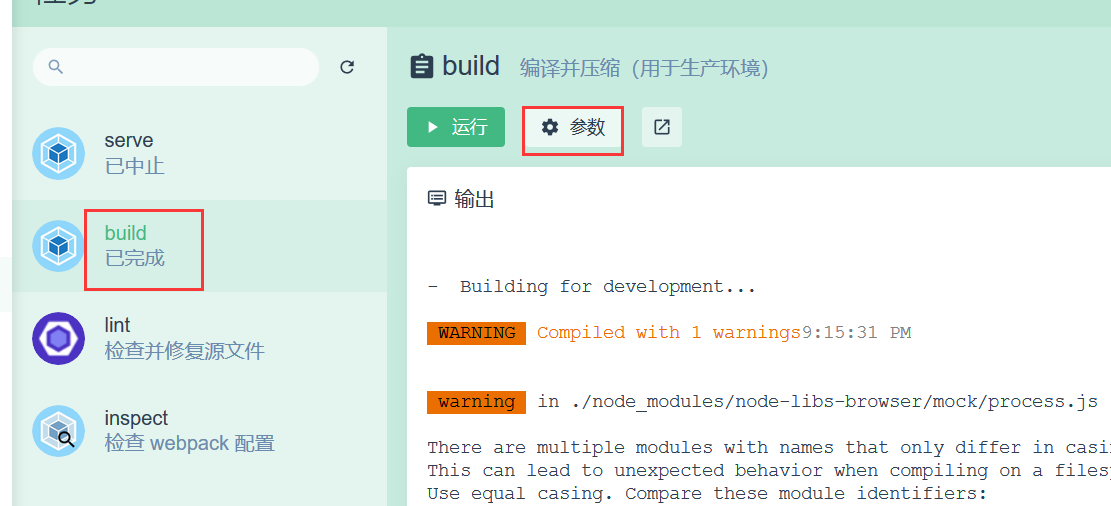 serve
已中止
build
已完成
lint
检查并修复源文件
inspect
检查 webpack 配置
build 编译并压缩（用于生产环境）
运行 参数
输出
- Building for development...
WARNING Compiled with 1 warnings9:15:31 PM
warning in ./node_modules/node-libs-browser/mock/process.js
There are multiple modules with names that only differ in
This can lead to unexpected behavior when compiling on a
Use equal casing. Compare these module identifiers: